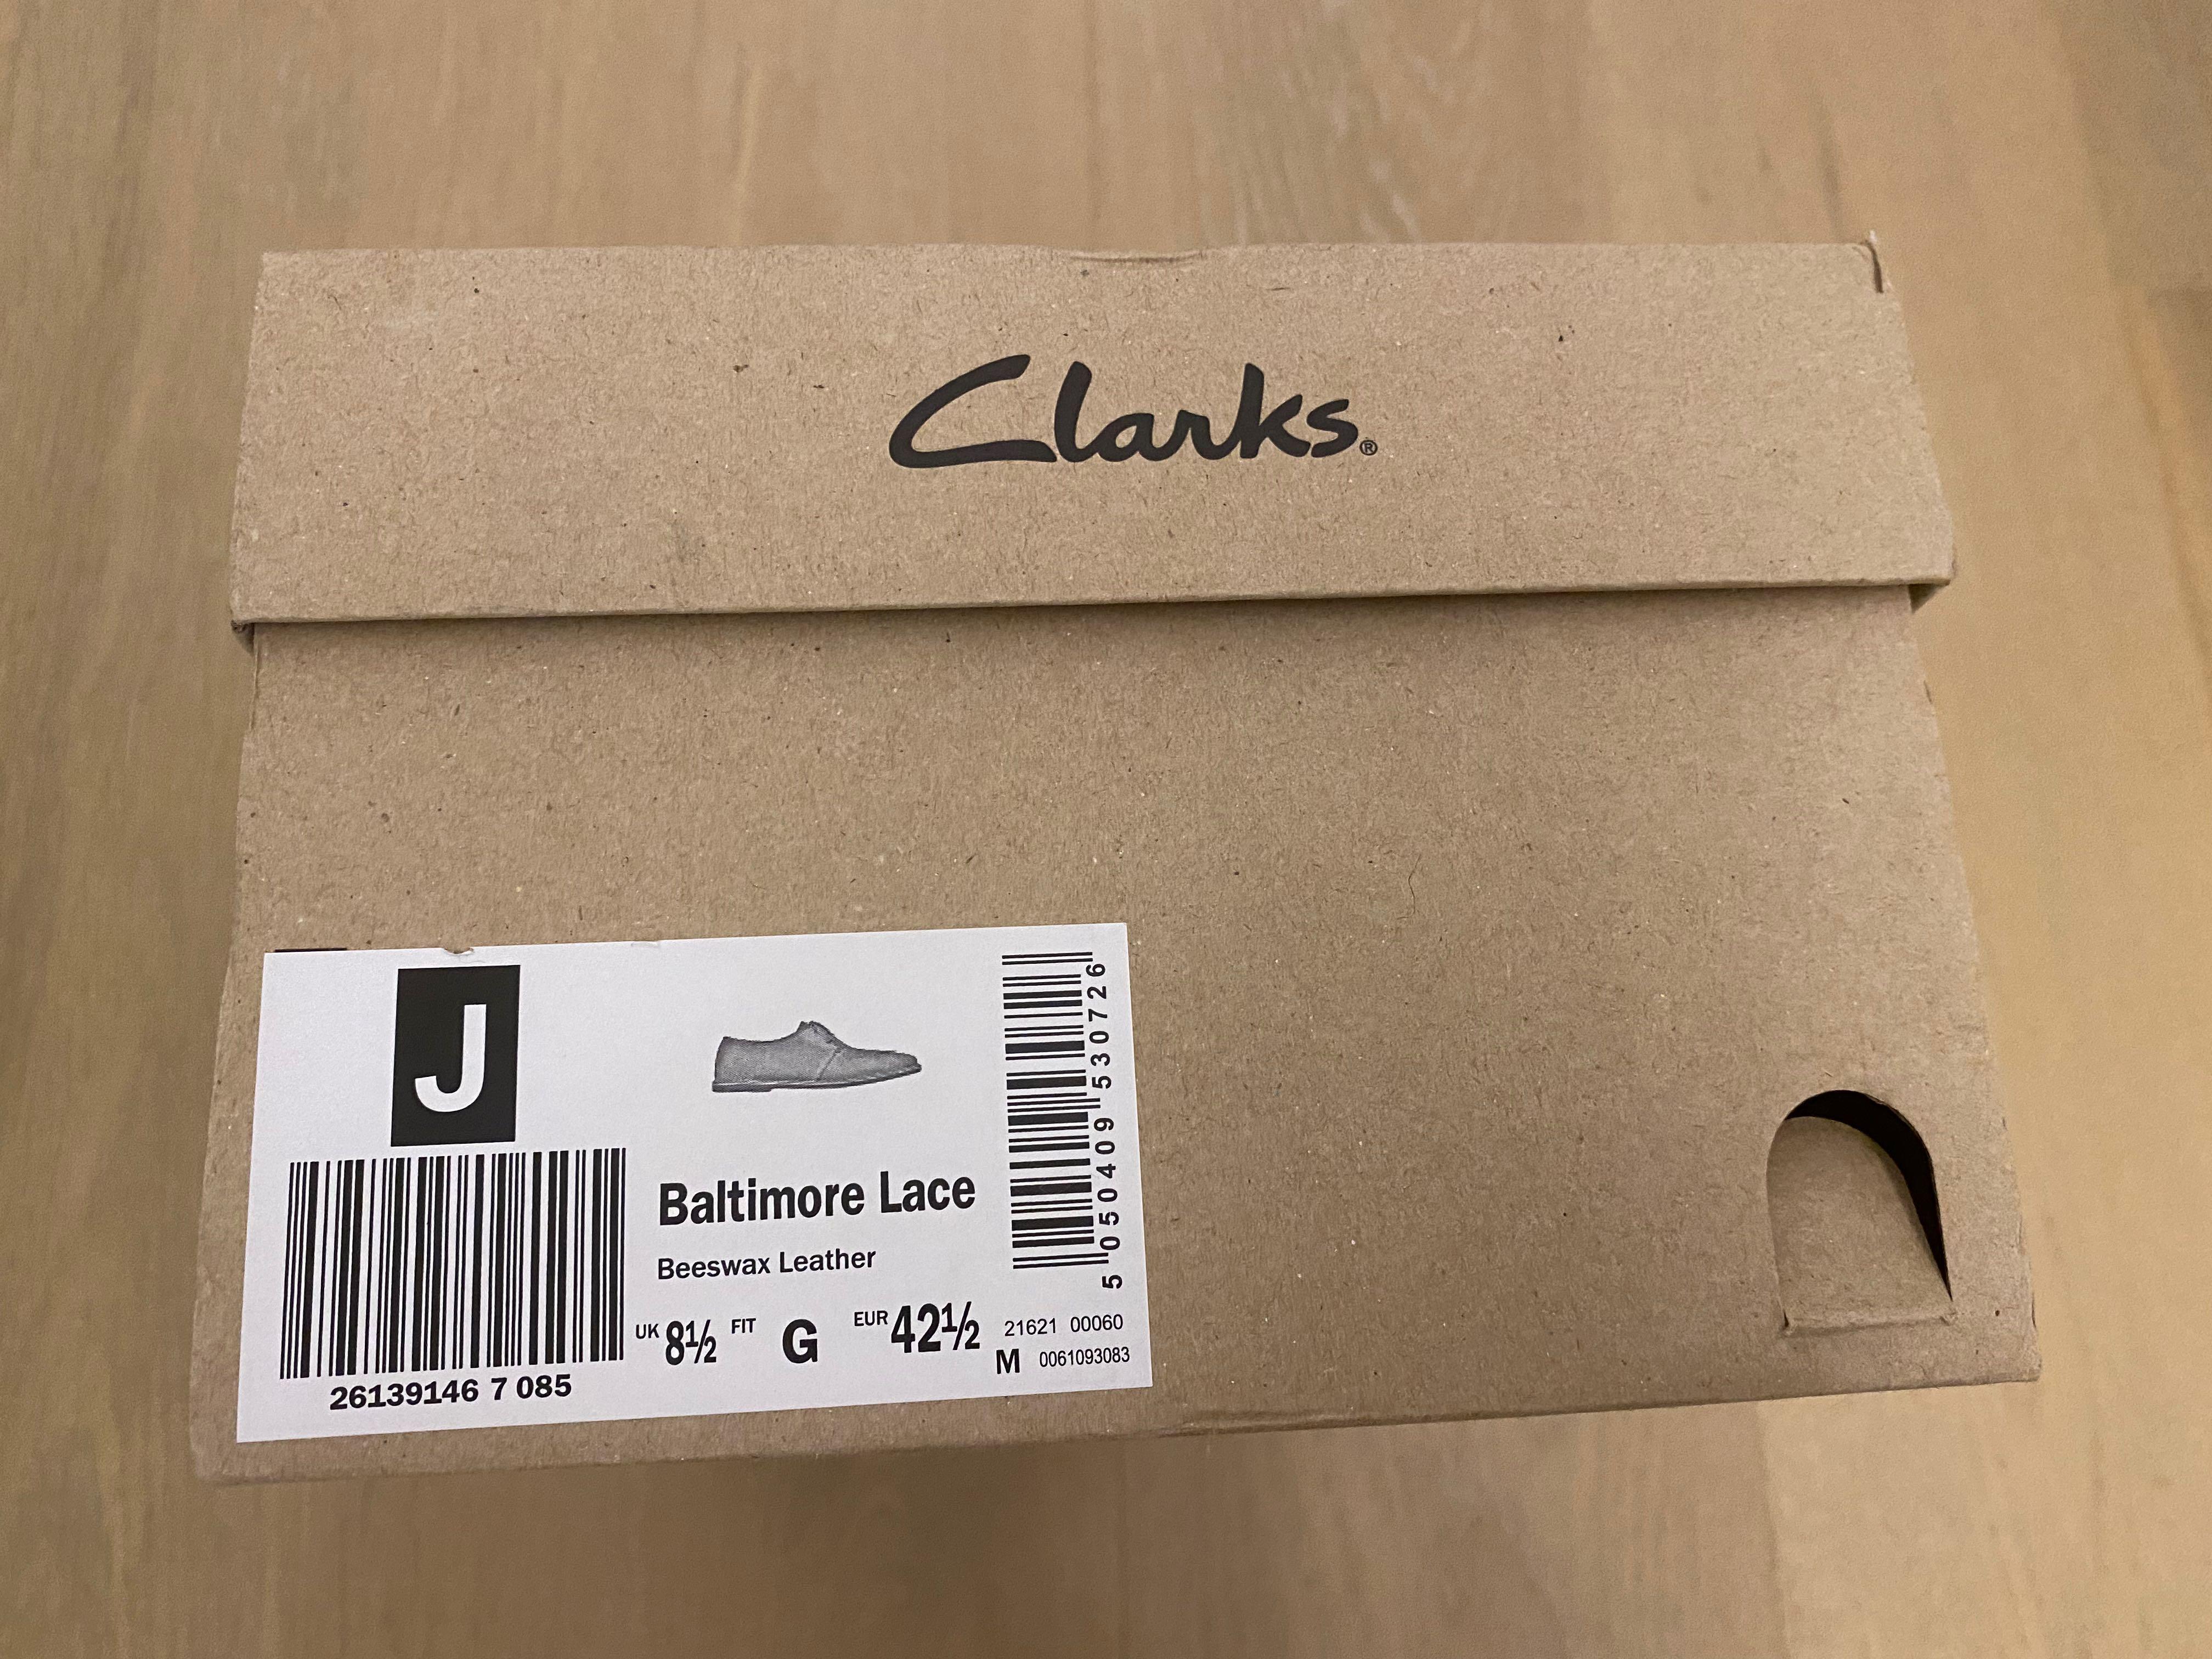 Clarks®
J
5 050409 530726
Baltimore Lace
Beeswax Leather
UK 8½ FIT G EUR 42½
21621 00060
M 0061093083
26139146 7 085